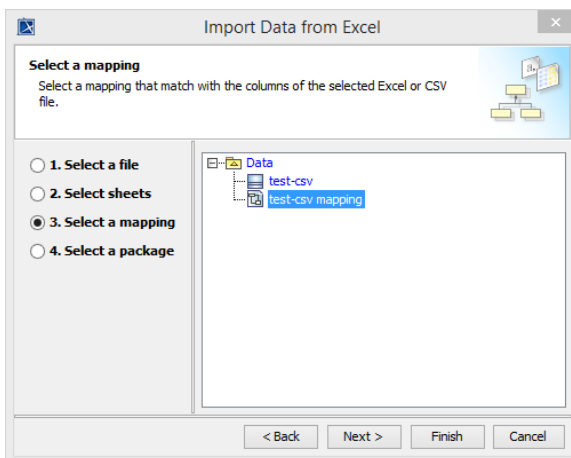 Import Data from Excel
Select a mapping
Select a mapping that match with the columns of the selected Excel or CSV
file.
1. Select a file
2. Select sheets
3. Select a mapping
4. Select a package
Data
test-csv
test-csv mapping
< Back
Next >
Finish
Cancel